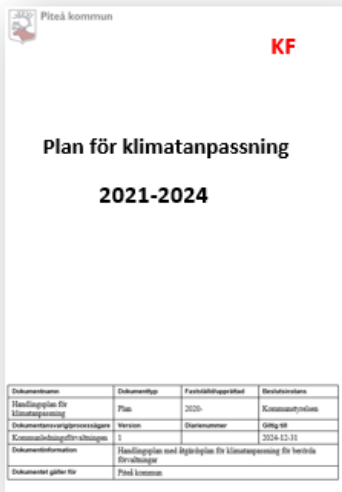 Piteå kommun
KF
Plan för klimatanpassning
2021-2024
Dokumentnamn Dokumenttyp Fastställd/upprättad Beslutsinstans
Handlingsplan för klimatanpassning Plan 2020- Kommunstyrelsen
Dokumentansvarig/processägare Version Diarienummer Giltig till
Kommunledningsförvaltningen 1 2024-12-31
Dokumentinformation Handlingsplan med åtgärdsplan för klimatanpassning för berörda
förvaltningar
Dokumentet gäller för Piteå kommun